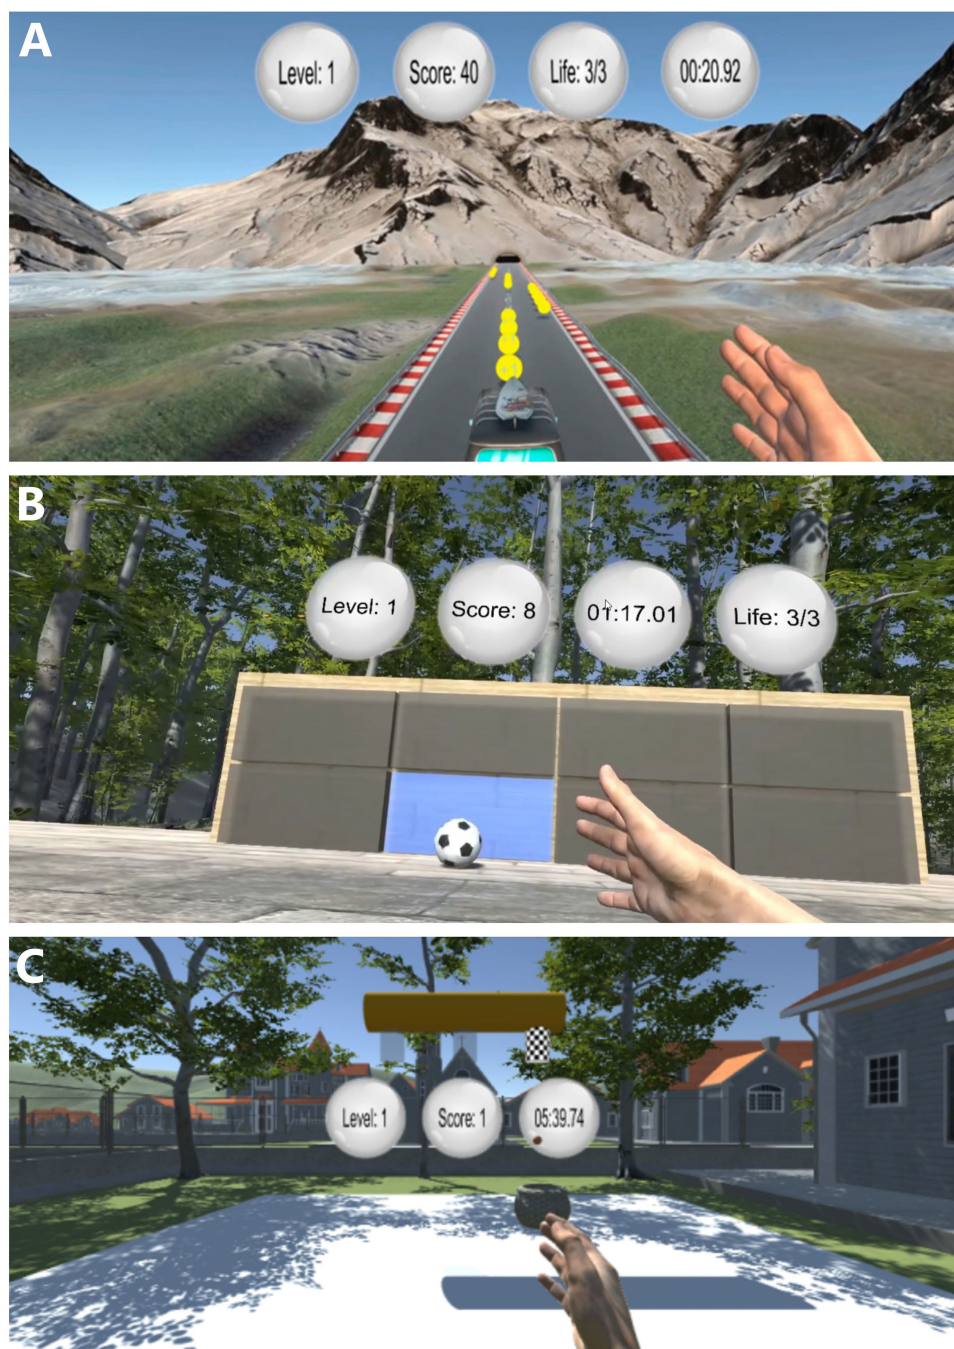 A
Level: 1
Score: 40
Life: 3/3
00:20.92
B
Level: 1
Score: 8
01:17.01
Life: 3/3
C
Level: 1
Score: 1
05:39.74